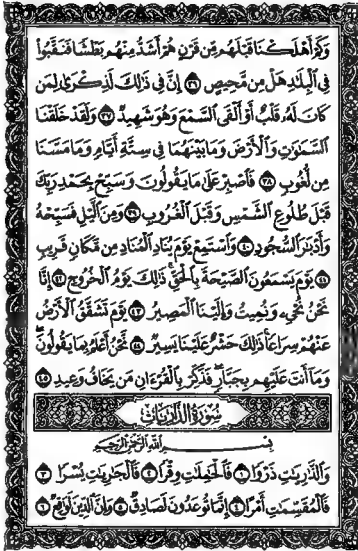 وَكَمْ أَهْلَكْنَا قَبْلَهُم مِّن قَرْنٍ هُمْ أَشَدُّ مِنْهُم بَطْشًا فَنَقَّبُوا۟
فِى ٱلْبِلَٰدِ هَلْ مِن مَّحِيصٍ ٣٦ إِنَّ فِى ذَٰلِكَ لَذِكْرَىٰ لِمَن
كَانَ لَهُۥ قَلْبٌ أَوْ أَلْقَى ٱلسَّمْعَ وَهُوَ شَهِيدٌ ٣٧ وَلَقَدْ خَلَقْنَا
ٱلسَّمَٰوَٰتِ وَٱلْأَرْضَ وَمَا بَيْنَهُمَا فِى سِتَّةِ أَيَّامٍ وَمَا مَسَّنَا
مِن لُّغُوبٍ ٣٨ فَٱصْبِرْ عَلَىٰ مَا يَقُولُونَ وَسَبِّحْ بِحَمْدِ رَبِّكَ
قَبْلَ طُلُوعِ ٱلشَّمْسِ وَقَبْلَ ٱلْغُرُوبِ ٣٩ وَمِنَ ٱلَّيْلِ فَسَبِّحْهُ
وَأَدْبَٰرَ ٱلسُّجُودِ ٤٠ وَٱسْتَمِعْ يَوْمَ يُنَادِ ٱلْمُنَادِ مِن مَّكَانٍ قَرِيبٍ
٤١ يَوْمَ يَسْمَعُونَ ٱلصَّيْحَةَ بِٱلْحَقِّ ذَٰلِكَ يَوْمُ ٱلْخُرُوجِ ٤٢ إِنَّا
نَحْنُ نُحْىِۦ وَنُمِيتُ وَإِلَيْنَا ٱلْمَصِيرُ ٤٣ يَوْمَ تَشَقَّقُ ٱلْأَرْضُ
عَنْهُمْ سِرَاعًا ذَٰلِكَ حَشْرٌ عَلَيْنَا يَسِيرٌ ٤٤ نَّحْنُ أَعْلَمُ بِمَا يَقُولُونَ
وَمَا أَنتَ عَلَيْهِم بِجَبَّارٍ فَذَكِّرْ بِٱلْقُرْءَانِ مَن يَخَافُ وَعِيدِ ٤٥
سُورَةُ الذَّارِيَاتِ
بِسْمِ ٱللَّهِ ٱلرَّحْمَٰنِ ٱلرَّحِيمِ
وَٱلذَّٰرِيَٰتِ ذَرْوًا ١ فَٱلْحَٰمِلَٰتِ وِقْرًا ٢ فَٱلْجَٰرِيَٰتِ يُسْرًا ٣
فَٱلْمُقَسِّمَٰتِ أَمْرًا ٤ إِنَّمَا تُوعَدُونَ لَصَادِقٌ ٥ وَإِنَّ ٱلدِّينَ لَوَٰقِعٌ ٦